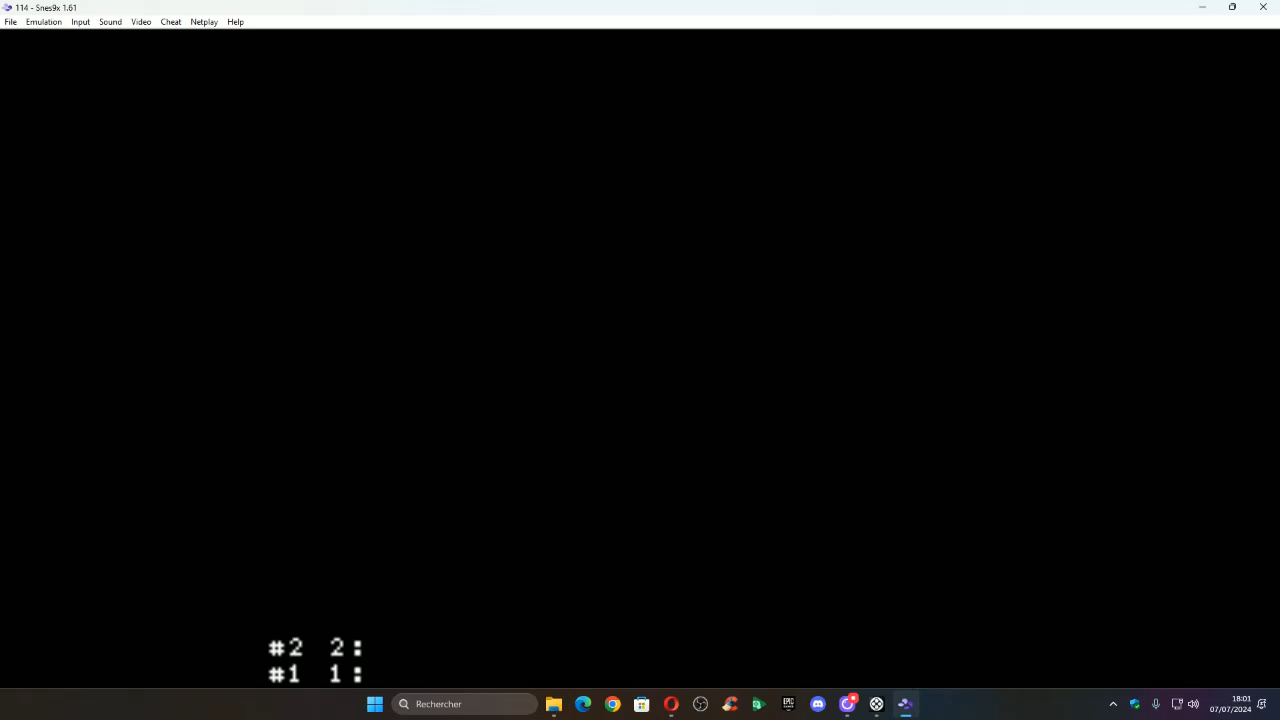 114 - Snes9x 1.61
File Emulation Input Sound Video Cheat Netplay Help
#2 2:
#1 1:
Rechercher
EPIC
18:01
07/07/2024